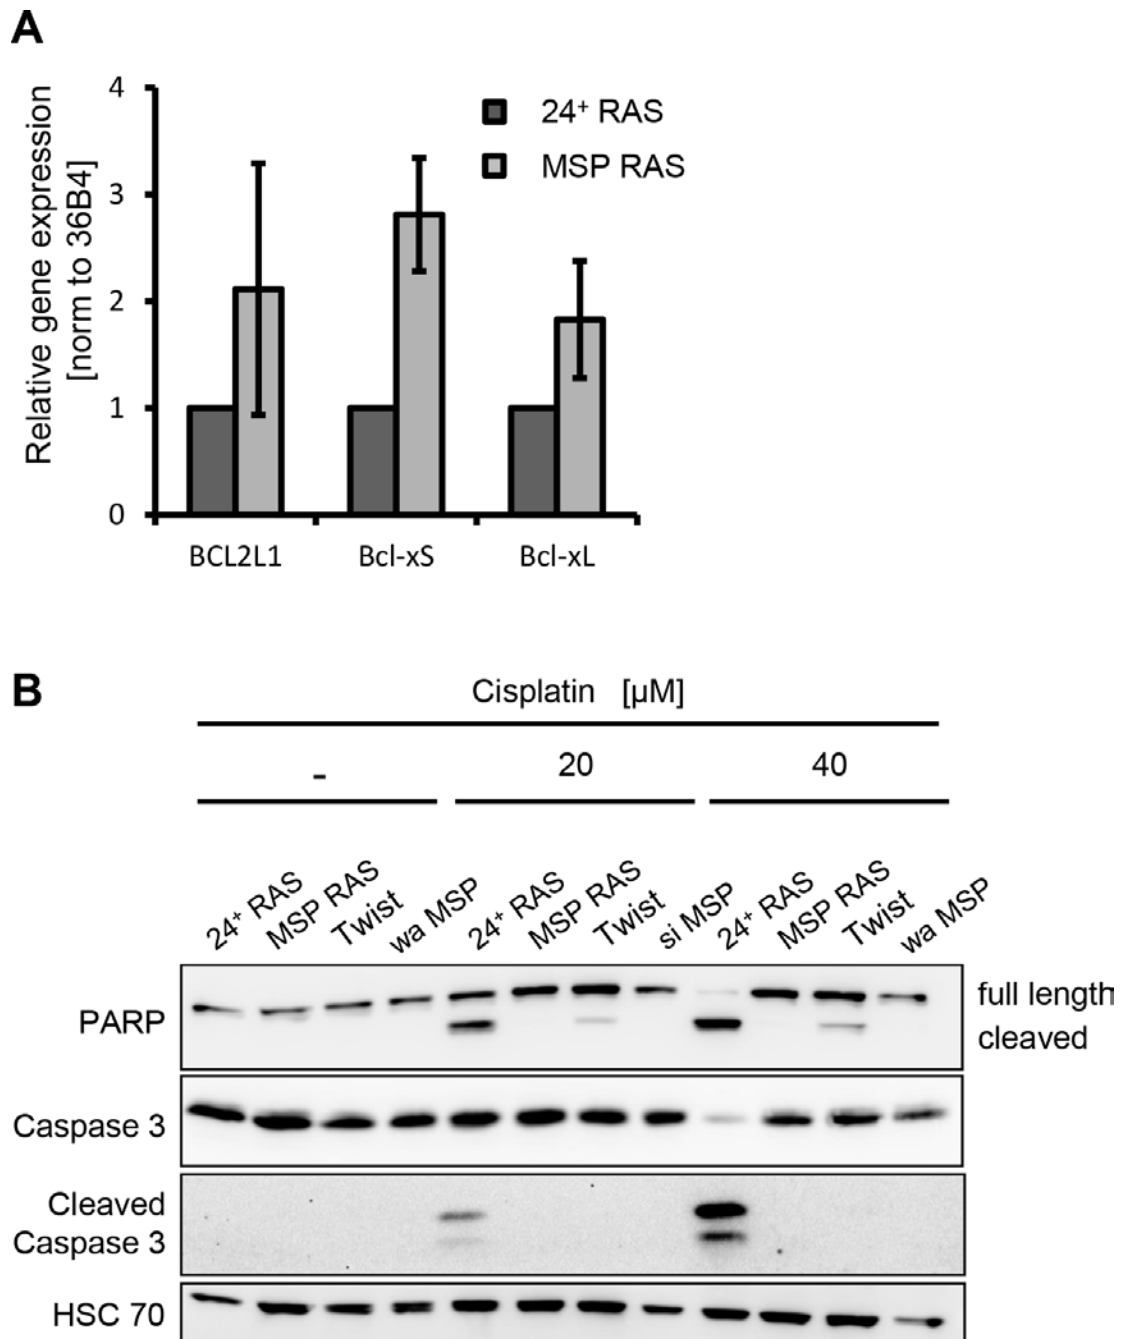 A
Relative gene expression
[norm to 36B4]
4
3
2
1
0
24⁺ RAS
MSP RAS
BCL2L1
Bcl-xS
Bcl-xL
B
Cisplatin [µM]
- 20 40
24⁺ RAS MSP RAS Twist wa MSP 24⁺ RAS MSP RAS Twist si MSP 24⁺ RAS MSP RAS Twist wa MSP
PARP
full length
cleaved
Caspase 3
Cleaved
Caspase 3
HSC 70